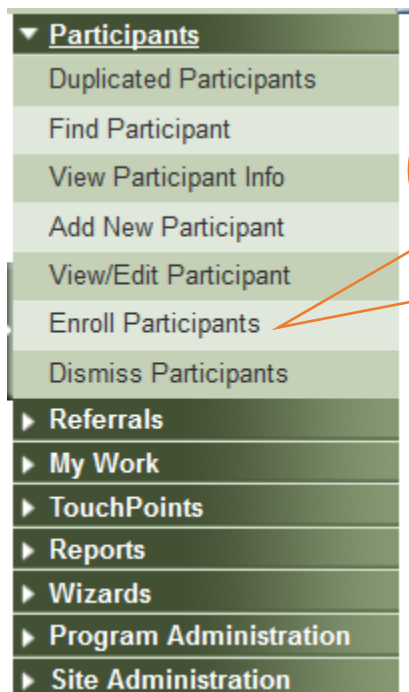 Participants
Duplicated Participants
Find Participant
View Participant Info
Add New Participant
View/Edit Participant
Enroll Participants
Dismiss Participants
Referrals
My Work
TouchPoints
Reports
Wizards
Program Administration
Site Administration